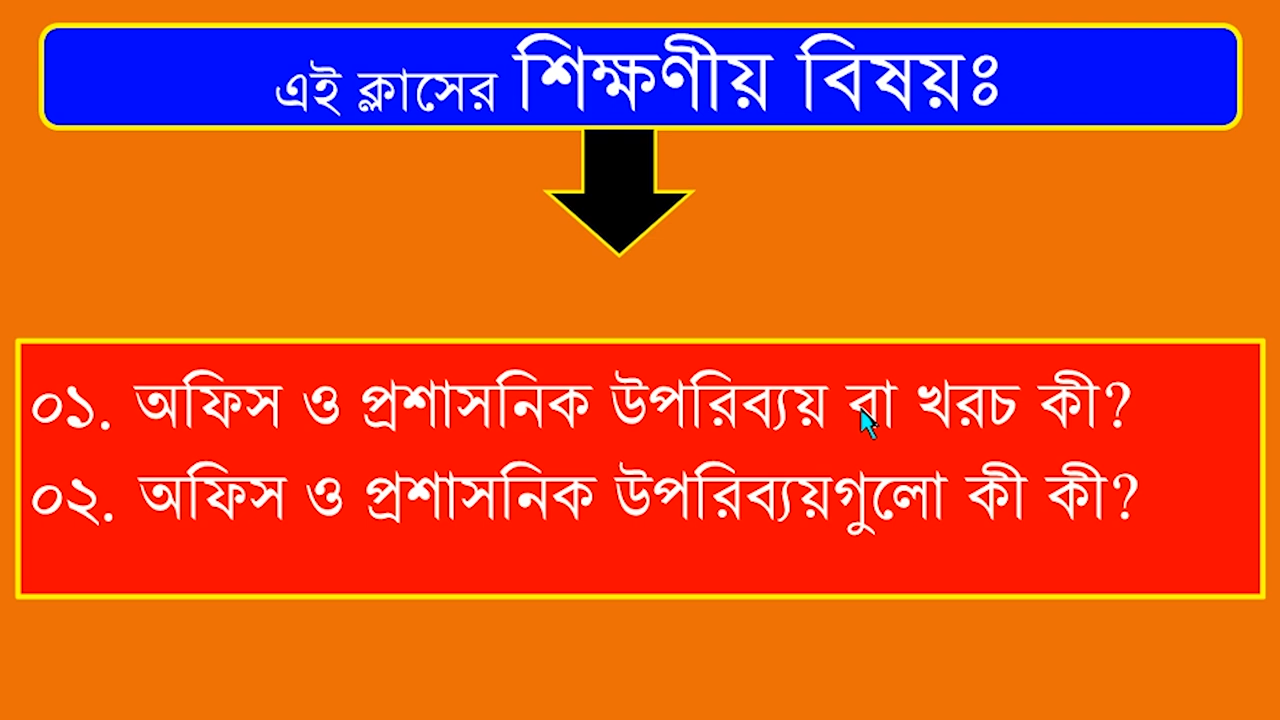 এই ক্লাসের শিক্ষণীয় বিষয়ঃ
০১. অফিস ও প্রশাসনিক উপরিব্যয় বা খরচ কী?
০২. অফিস ও প্রশাসনিক উপরিব্যয়গুলো কী কী?